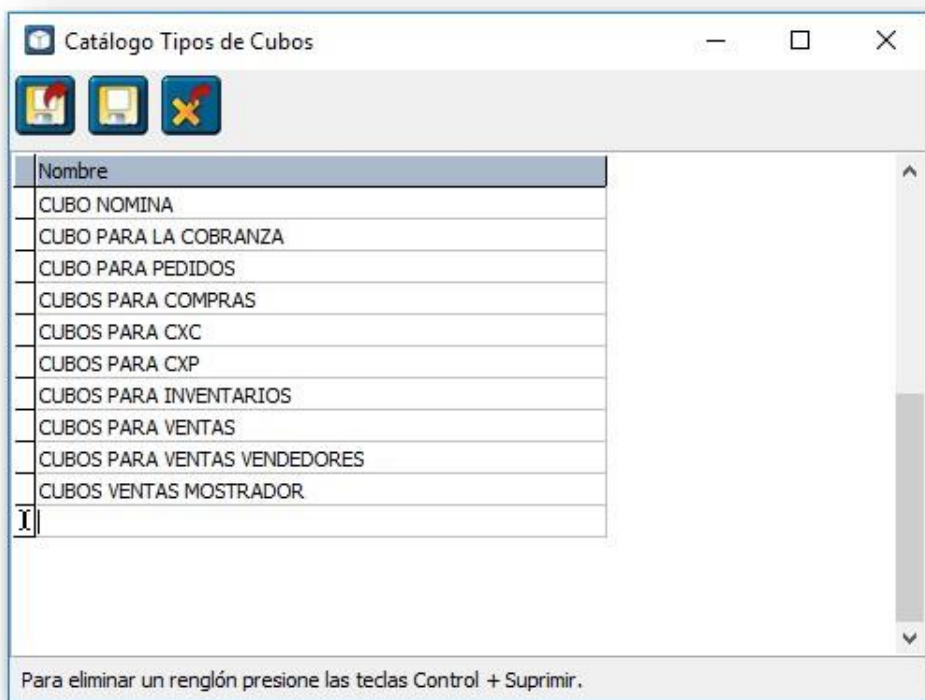 Catálogo Tipos de Cubos
Nombre
CUBO NOMINA
CUBO PARA LA COBRANZA
CUBO PARA PEDIDOS
CUBOS PARA COMPRAS
CUBOS PARA CXC
CUBOS PARA CXP
CUBOS PARA INVENTARIOS
CUBOS PARA VENTAS
CUBOS PARA VENTAS VENDEDORES
CUBOS VENTAS MOSTRADOR
Para eliminar un renglón presione las teclas Control + Suprimir.